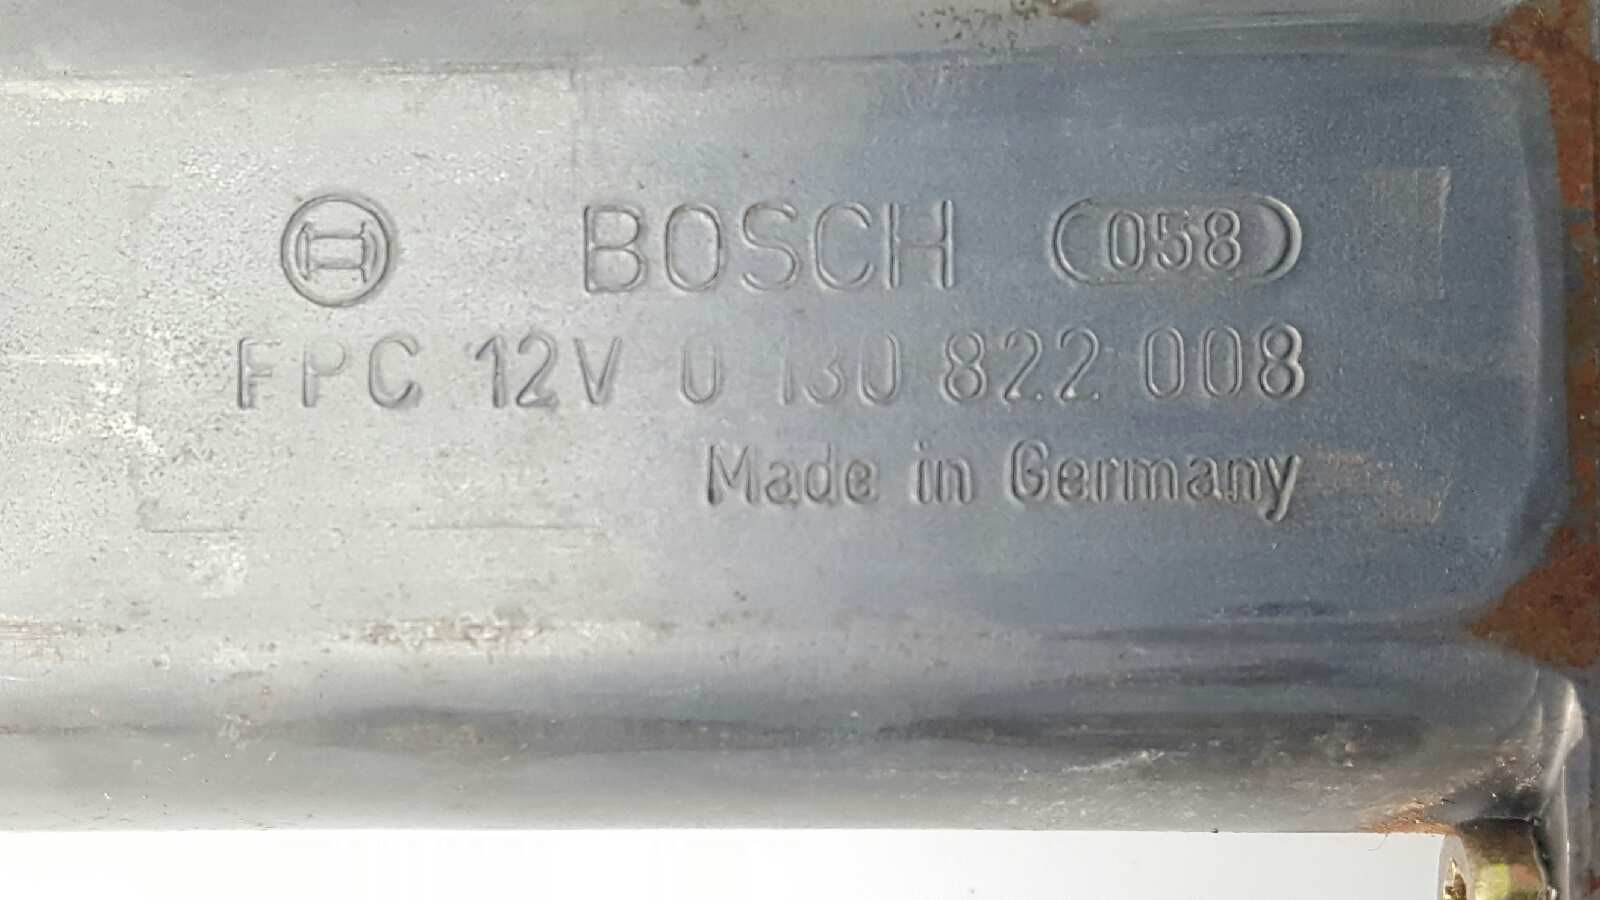 BOSCH 058
FPC 12V 0 130 822 008
Made in Germany